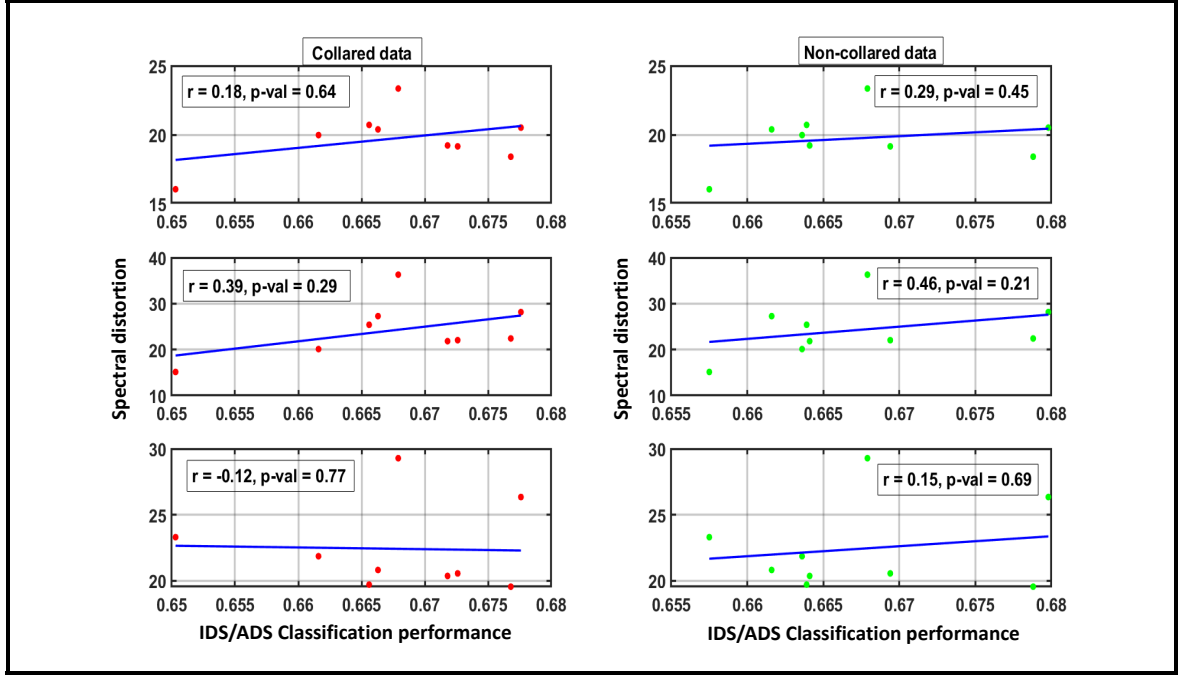 Collared data
Non-collared data
25
20
15
r = 0.18, p-val = 0.64
0.65 0.655 0.66 0.665 0.67 0.675 0.68
r = 0.29, p-val = 0.45
25
20
15
0.655 0.66 0.665 0.67 0.675 0.68
Spectral distortion
40
30
20
10
r = 0.39, p-val = 0.29
0.65 0.655 0.66 0.665 0.67 0.675 0.68
Spectral distortion
40
30
20
10
r = 0.46, p-val = 0.21
0.655 0.66 0.665 0.67 0.675 0.68
30
25
20
r = -0.12, p-val = 0.77
0.65 0.655 0.66 0.665 0.67 0.675 0.68
IDS/ADS Classification performance
30
25
20
r = 0.15, p-val = 0.69
0.655 0.66 0.665 0.67 0.675 0.68
IDS/ADS Classification performance